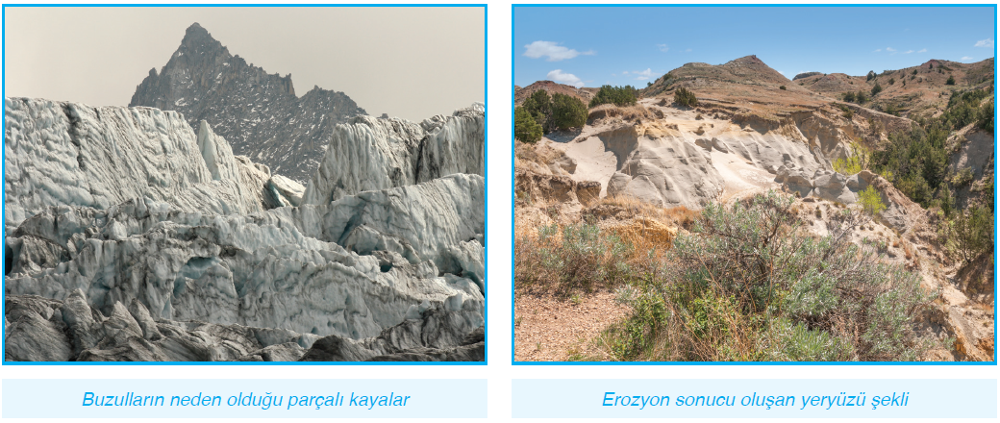 Buzulların neden olduğu parçalı kayalar
Erozyon sonucu oluşan yeryüzü şekli